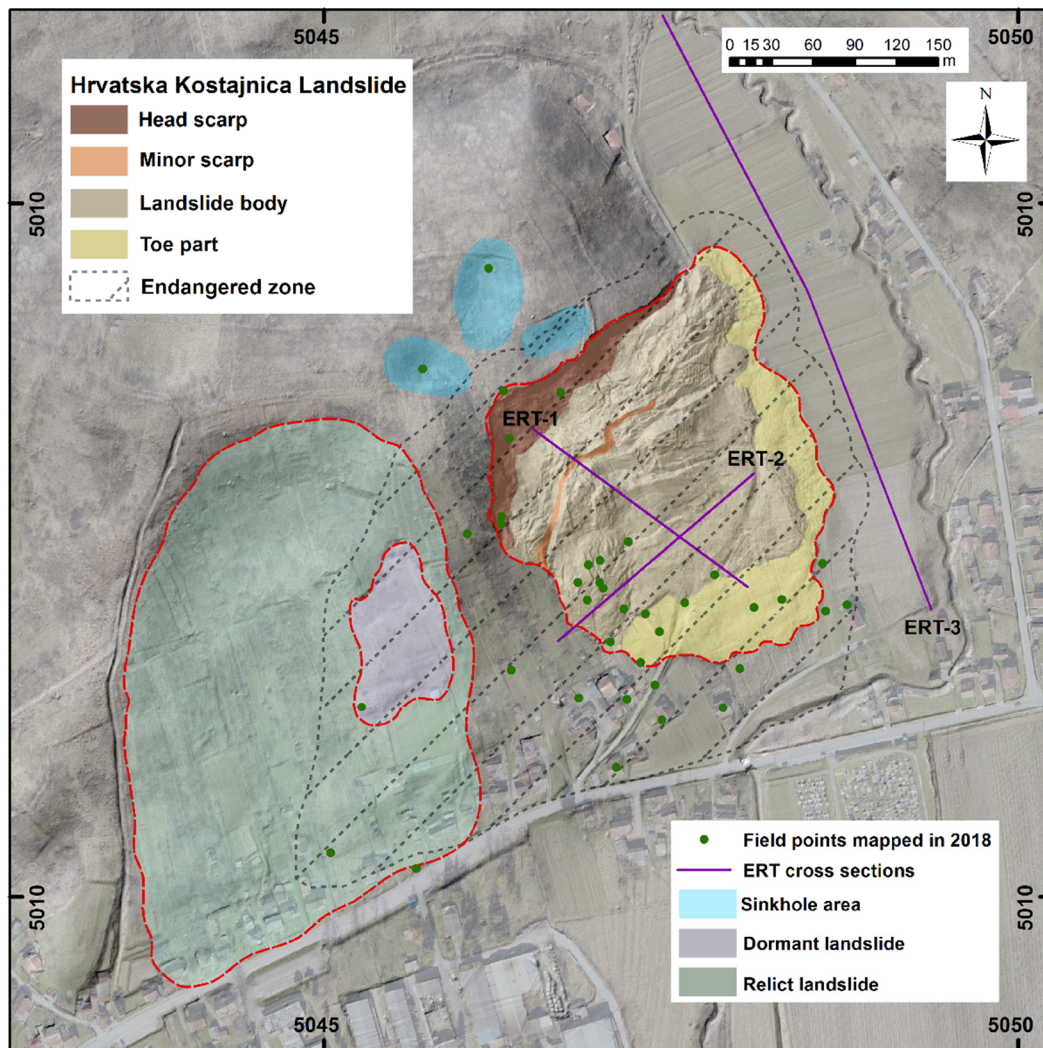 5045
5050
0 15 30 60 90 120 150
m
Hrvatska Kostajnica Landslide
Head scarp
Minor scarp
Landslide body
Toe part
Endangered zone
N
5010
5010
ERT-1
ERT-2
ERT-3
Field points mapped in 2018
ERT cross sections
Sinkhole area
Dormant landslide
Relict landslide
5010
5010
5045
5050